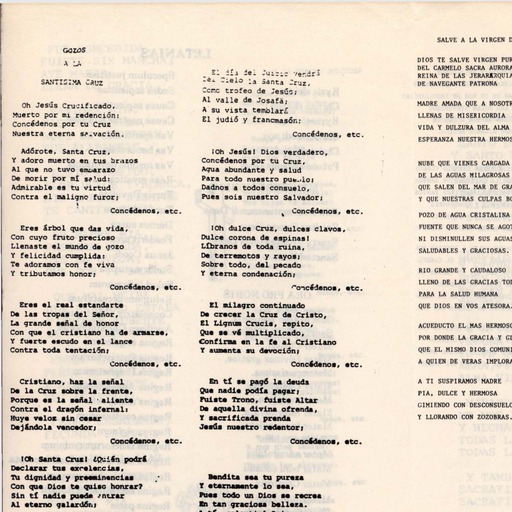 GOZOS
A LA
SANTISIMA CRUZ
Oh Jesús Crucificado,
Muerto por mi redención:
Concédenos por tu Cruz
Nuestra eterna salvación.
Adórote, Santa Cruz,
Y adoro muerto en tus brazos
Al que no tuvo embarazo
De morir por mi salud:
Admirable es tu virtud
Contra el maligno furor;
Concédenos, etc.
Eres árbol que das vida,
Con cuyo fruto precioso
Llenaste el mundo de gozo
Y felicidad cumplida:
Te adoramos con fe viva
Y tributamos honor;
Concédenos, etc.
Eres el real estandarte
De las tropas del Señor,
La grande señal de honor
Con que el cristiano ha de armarse,
Y fuerte escudo en el lance
Contra toda tentación;
Concédenos, etc.
Cristiano, haz la señal
De la Cruz sobre la frente,
Porque es la señal valiente
Contra el dragón infernal;
Huye veloz sin cesar
Dejándola vencedor;
Concédenos, etc.
¡Oh Santa Cruz! ¿Quién podrá
Declarar tus excelencias,
Tu dignidad y preeminencias
Con que Dios te quiso honrar?
Sin tí nadie puede entrar
Al eterno galardón;
El día del Juicio vendrá
Del Cielo la Santa Cruz,
Como trofeo de Jesús;
Al valle de Josafá;
A su vista temblará
El judió y francmasón:
Concédenos, etc.
¡Oh Jesús! Dios verdadero,
Concédenos por tu Cruz,
Agua abundante y salud
Para todo nuestro pueblo;
Dadnos a todos consuelo,
Pues sois nuestro Salvador;
Concédenos, etc.
¡Oh dulce Cruz, dulces clavos,
Dulce corona de espinas!
Líbranos de toda ruina,
De terremotos y rayos;
Sobre todo, del pecado
Y eterna condenación;
Concédenos, etc.
El milagro continuado
De crecer la Cruz de Cristo,
El Lignum Crucis, repito,
Que se vé multiplicado,
Confirma en la fe al Cristiano
Y aumenta su devoción;
Concédenos, etc.
En tí se pagó la deuda
Que nadie podía pagar;
Fuiste Trono, fuiste Altar
De aquella divina ofrenda,
Y sacrificada prenda
Jesús nuestro redentor;
Concédenos, etc.
Bendita sea tu pureza
Y eternamente lo sea,
Pues todo un Dios se recrea
En tan graciosa belleza.
SALVE A LA VIRGEN D
DIOS TE SALVE VIRGEN PUR
DEL CARMELO SACRA AURORA
REINA DE LAS JERARRQUIA
DE NAVEGANTE PATRONA
MADRE AMADA QUE A NOSOTR
LLENAS DE MISERICORDIA
VIDA Y DULZURA DEL ALMA
ESPERANZA NUESTRA HERMOS
NUBE QUE VIENES CARGADA
DE LAS AGUAS MILAGROSAS
QUE SALEN DEL MAR DE GRA
Y QUE NUESTRAS CULPAS BO
POZO DE AGUA CRISTALINA
FUENTE QUE NUNCA SE AGOT
NI DISMINULLEN SUS AGUAS
SALUDABLES Y GRACIOSAS.
RIO GRANDE Y CAUDALOSO
LLENO DE LAS GRACIAS TOD
PARA LA SALUD HUMANA
QUE DIOS EN VOS ATESORA.
ACUEDUCTO EL MAS HERMOSO
POR DONDE LA GRACIA Y GL
QUE EL MISMO DIOS COMUNI
A QUIEN DE VERAS IMPLORA
A TI SUSPIRAMOS MADRE
PIA, DULCE Y HERMOSA
GIMIENDO CON DESCONSUELO
Y LLORANDO CON ZOZOBRAS.